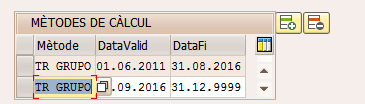 MÈTODES DE CÀLCUL
Mètode DataValid DataFi
TR GRUPO 01.06.2011 31.08.2016
TR GRUPO .09.2016 31.12.9999